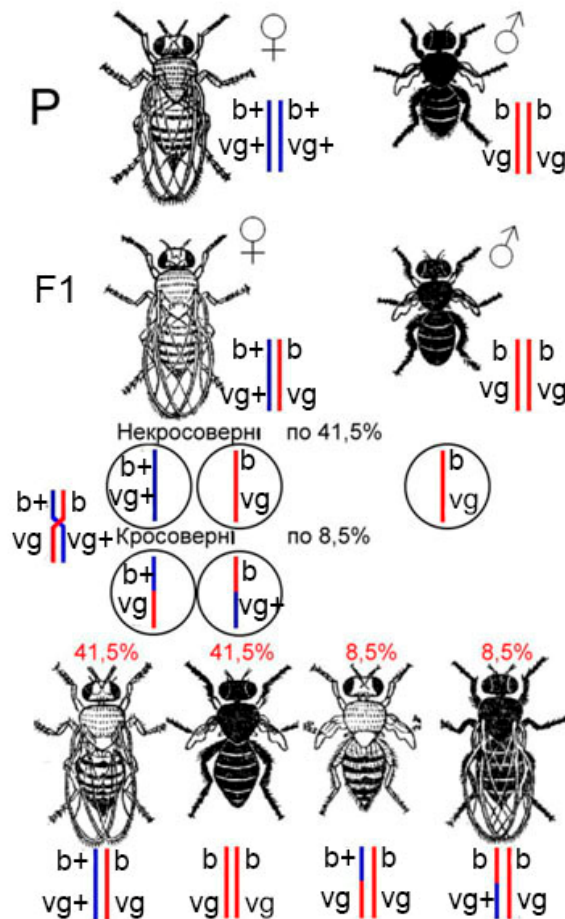 ♀ ♂
P b+ b+ b b
vg+ vg+ vg vg
♀ ♂
F1
b+ b b b
vg+ vg vg vg
Некросоверні по 41,5%
b+ b b
vg+ vg vg
b+ b
vg vg+
Кросоверні по 8,5%
b+ b
vg vg+
41,5% 41,5% 8,5% 8,5%
b+ b b b b+ b b b
vg+ vg vg vg vg vg vg+ vg